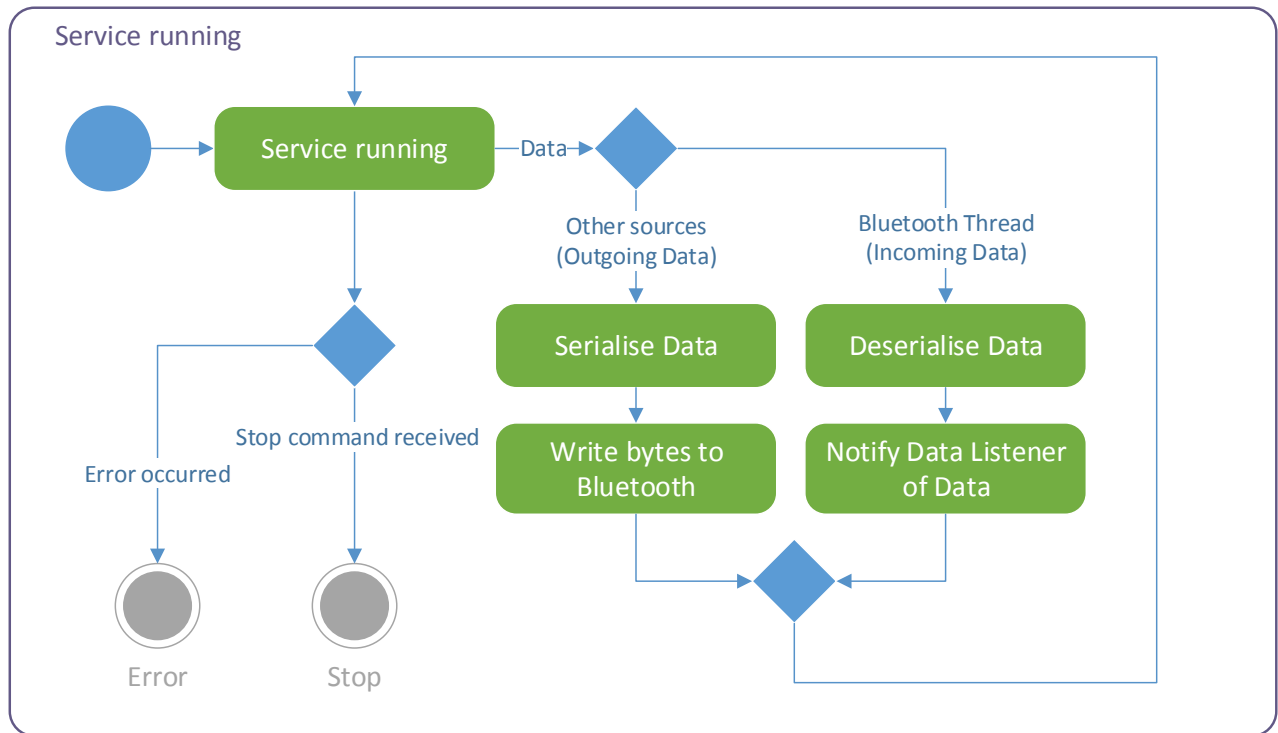 Service running
Service running
Data
Other sources
(Outgoing Data)
Bluetooth Thread
(Incoming Data)
Serialise Data
Deserialise Data
Stop command received
Error occurred
Write bytes to
Bluetooth
Notify Data Listener
of Data
Error
Stop